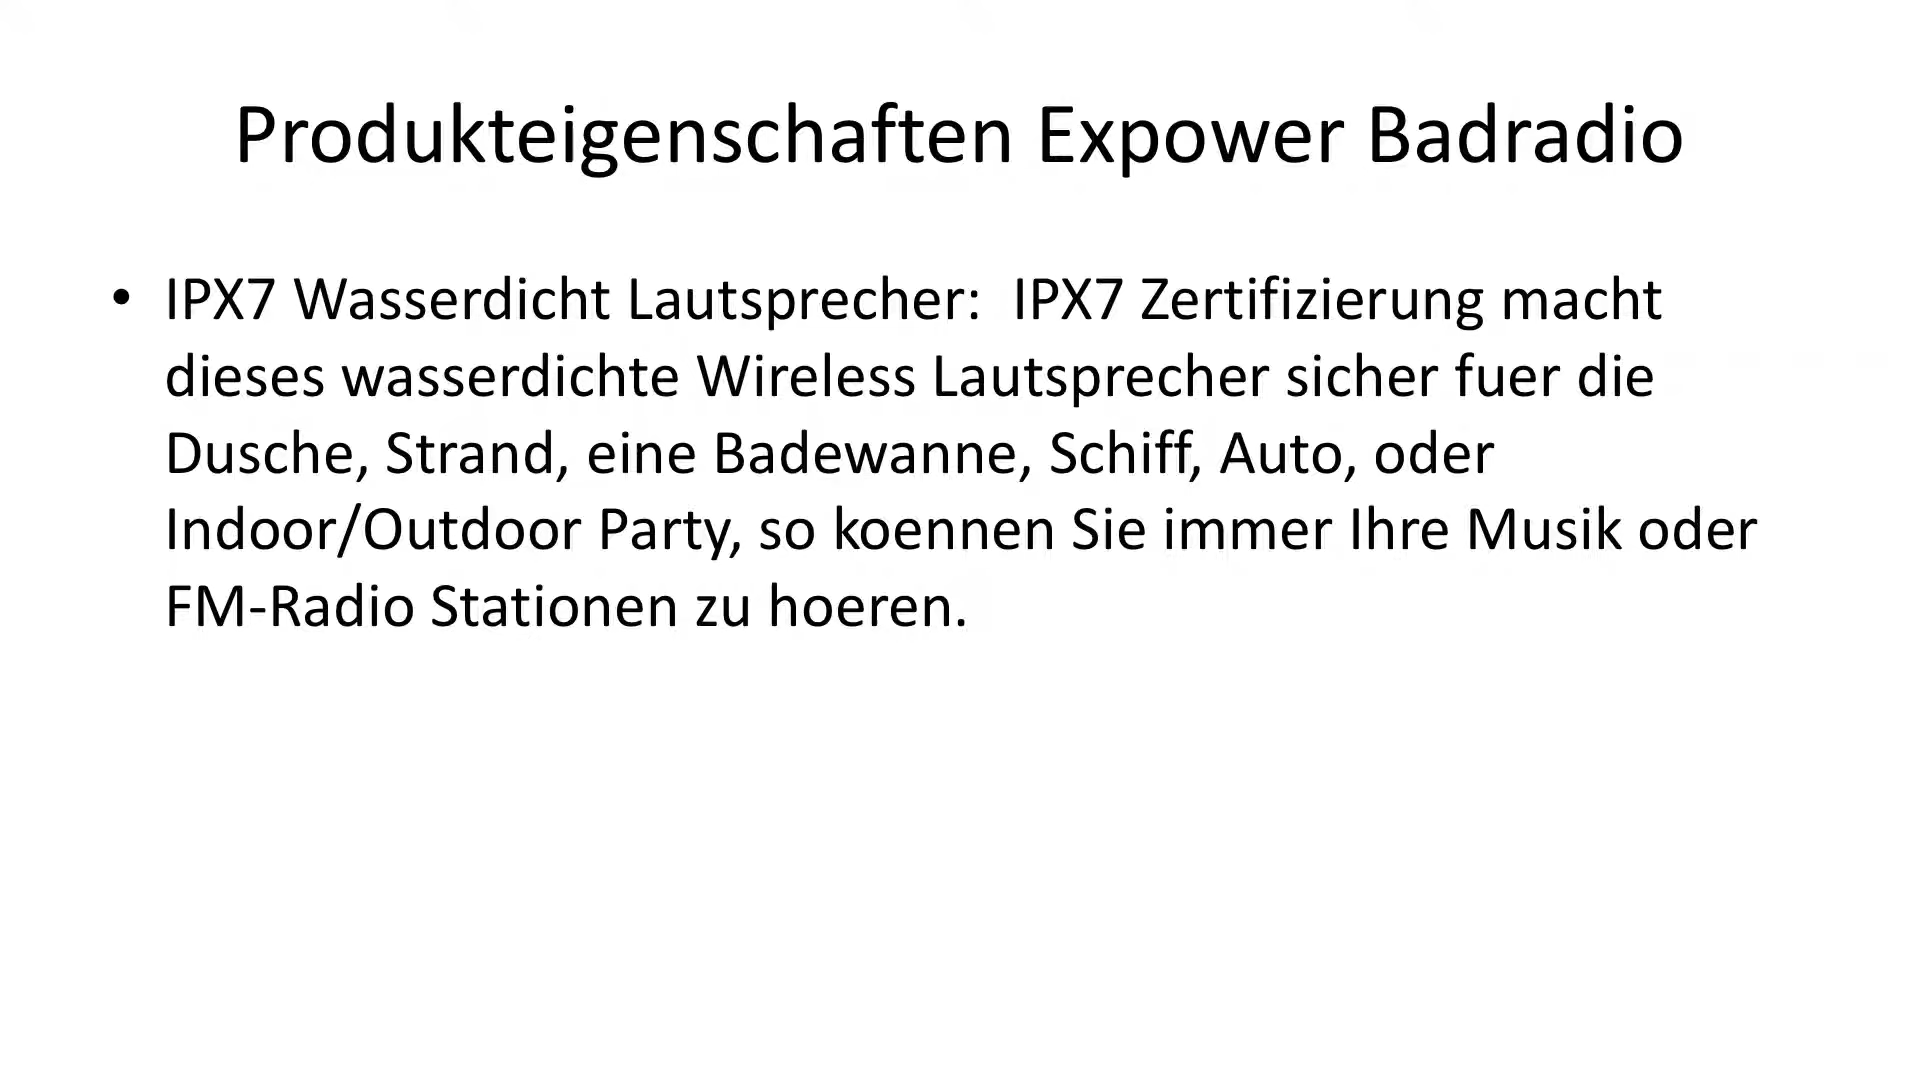 Produkteigenschaften Expower Badradio
• IPX7 Wasserdicht Lautsprecher:  IPX7 Zertifizierung macht
dieses wasserdichte Wireless Lautsprecher sicher fuer die
Dusche, Strand, eine Badewanne, Schiff, Auto, oder
Indoor/Outdoor Party, so koennen Sie immer Ihre Musik oder
FM-Radio Stationen zu hoeren.